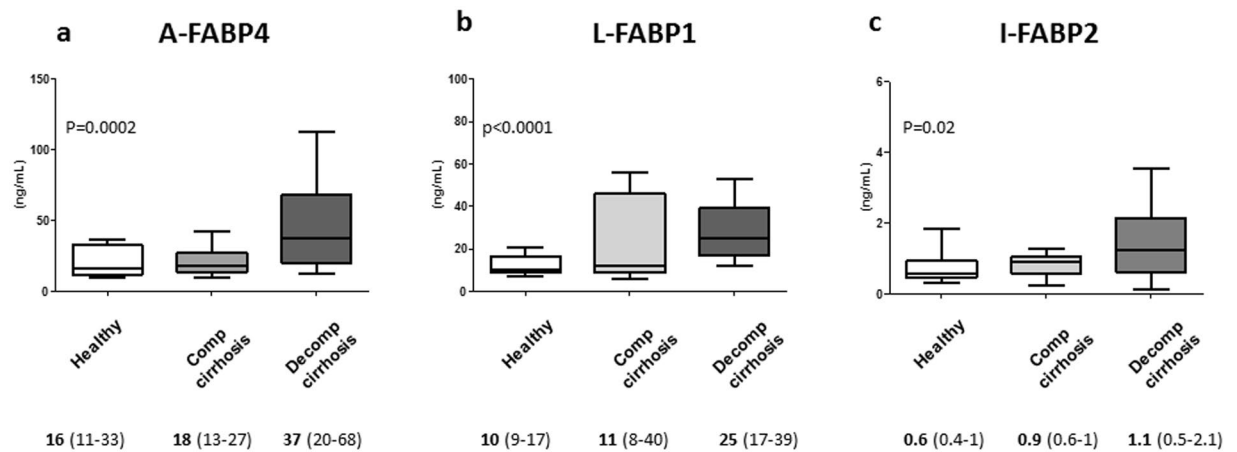 a
A-FABP4
150
100
50
0
(ng/mL)
P=0.0002
Healthy
Comp
cirrhosis
Decomp
cirrhosis
16 (11-33)
18 (13-27)
37 (20-68)
b
L-FABP1
100
80
60
40
20
0
(ng/mL)
p<0.0001
Healthy
Comp
cirrhosis
Decomp
cirrhosis
10 (9-17)
11 (8-40)
25 (17-39)
c
I-FABP2
6
4
2
0
(ng/mL)
P=0.02
Healthy
Comp
cirrhosis
Decomp
cirrhosis
0.6 (0.4-1)
0.9 (0.6-1)
1.1 (0.5-2.1)